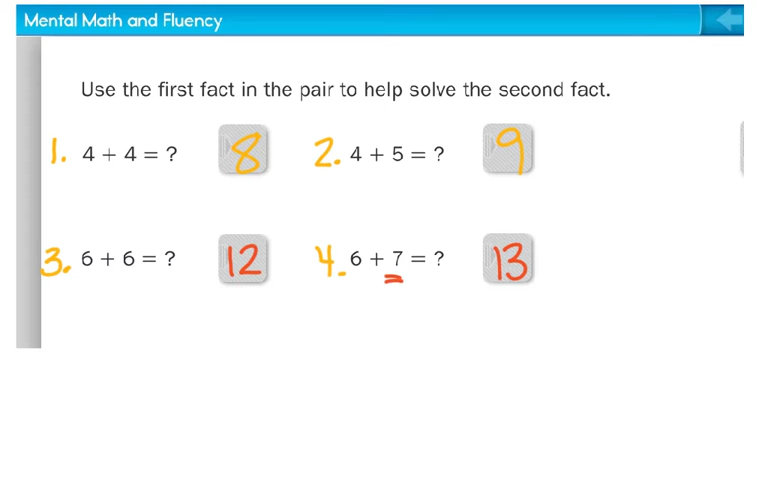 Mental Math and Fluency
Use the first fact in the pair to help solve the second fact.
1. 4 + 4 = ? 8 2. 4 + 5 = ? 9
3. 6 + 6 = ? 12 4. 6 + 7 = ? 13